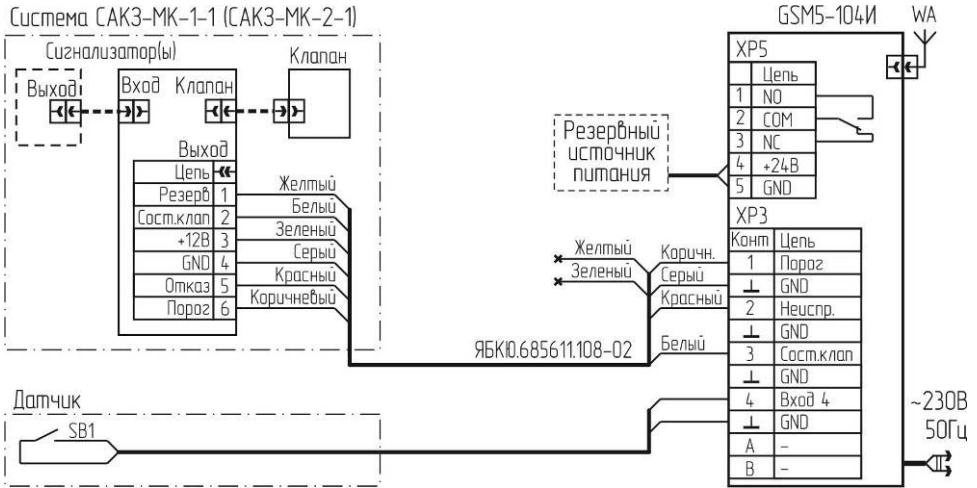 Система САКЗ-МК-1-1 (САКЗ-МК-2-1)
Сигнализатор(ы)
Клапан
Выход
Вход Клапан
Выход
Цепь
Резерв 1
Сост.клап 2
+12В 3
GND 4
Отказ 5
Порог 6
Желтый
Белый
Зеленый
Серый
Красный
Коричневый
ЯБКЮ.685611.108-02
Датчик
SB1
GSM5-104И
WA
XP5
Цепь
1 NO
2 COM
3 NC
4 +24В
5 GND
Резервный
источник
питания
XP3
Конт Цепь
1 Порог
⊥ GND
2 Неиспр.
⊥ GND
3 Сост.клап
⊥ GND
4 Вход 4
⊥ GND
A -
B -
Желтый
Зеленый
Коричн.
Серый
Красный
Белый
~230В
50Гц